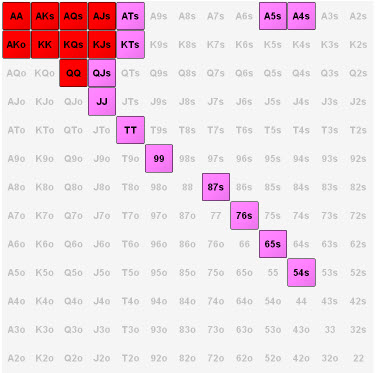 AA AKs AQs AJs ATs A9s A8s A7s A6s A5s A4s A3s A2s
AKo KK KQs KJs KTs K9s K8s K7s K6s K5s K4s K3s K2s
AQo KQo QQ QJs QTs Q9s Q8s Q7s Q6s Q5s Q4s Q3s Q2s
AJo KJo QJo JJ JTs J9s J8s J7s J6s J5s J4s J3s J2s
ATo KTo QTo JTo TT T9s T8s T7s T6s T5s T4s T3s T2s
A9o K9o Q9o J9o T9o 99 98s 97s 96s 95s 94s 93s 92s
A8o K8o Q8o J8o T8o 98o 88 87s 86s 85s 84s 83s 82s
A7o K7o Q7o J7o T7o 97o 87o 77 76s 75s 74s 73s 72s
A6o K6o Q6o J6o T6o 96o 86o 76o 66 65s 64s 63s 62s
A5o K5o Q5o J5o T5o 95o 85o 75o 65o 55 54s 53s 52s
A4o K4o Q4o J4o T4o 94o 84o 74o 64o 54o 44 43s 42s
A3o K3o Q3o J3o T3o 93o 83o 73o 63o 53o 43o 33 32s
A2o K2o Q2o J2o T2o 92o 82o 72o 62o 52o 42o 32o 22